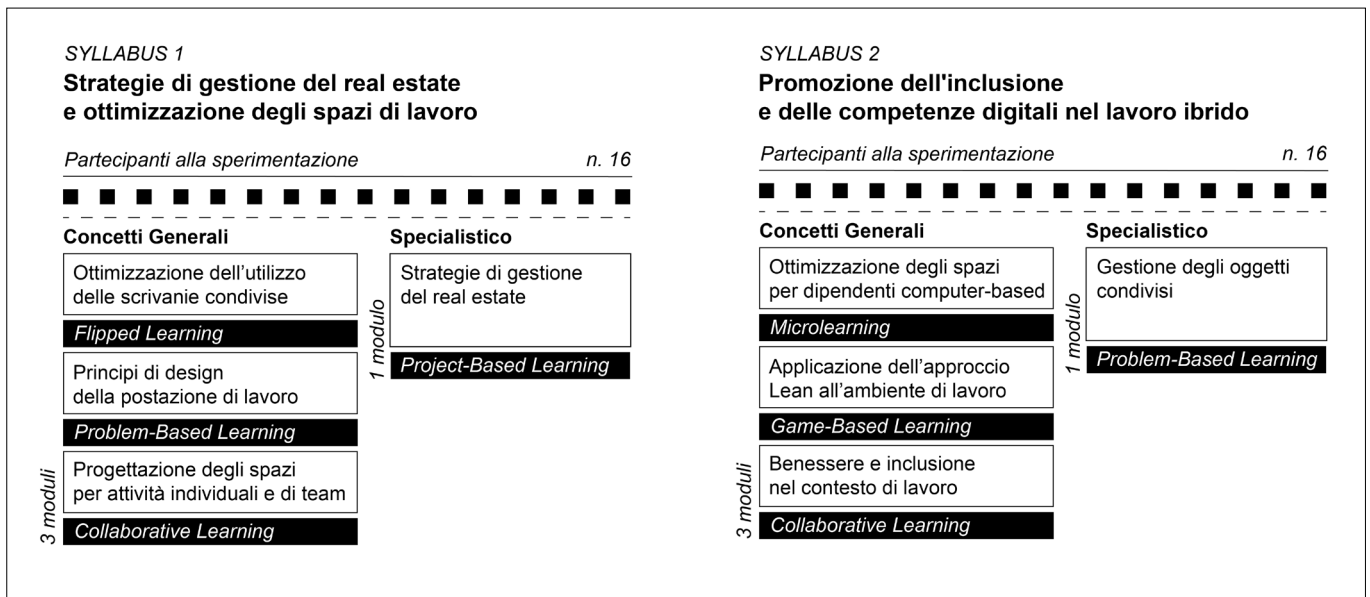 SYLLABUS 1
Strategie di gestione del real estate
e ottimizzazione degli spazi di lavoro
Partecipanti alla sperimentazione n. 16
Concetti Generali
Ottimizzazione dell’utilizzo
delle scrivanie condivise
Flipped Learning
Principi di design
della postazione di lavoro
Problem-Based Learning
Progettazione degli spazi
per attività individuali e di team
Collaborative Learning
3 moduli
Specialistico
Strategie di gestione
del real estate
Project-Based Learning
1 modulo
SYLLABUS 2
Promozione dell'inclusione
e delle competenze digitali nel lavoro ibrido
Partecipanti alla sperimentazione n. 16
Concetti Generali
Ottimizzazione degli spazi
per dipendenti computer-based
Microlearning
Applicazione dell’approccio
Lean all’ambiente di lavoro
Game-Based Learning
Benessere e inclusione
nel contesto di lavoro
Collaborative Learning
3 moduli
Specialistico
Gestione degli oggetti
condivisi
Problem-Based Learning
1 modulo